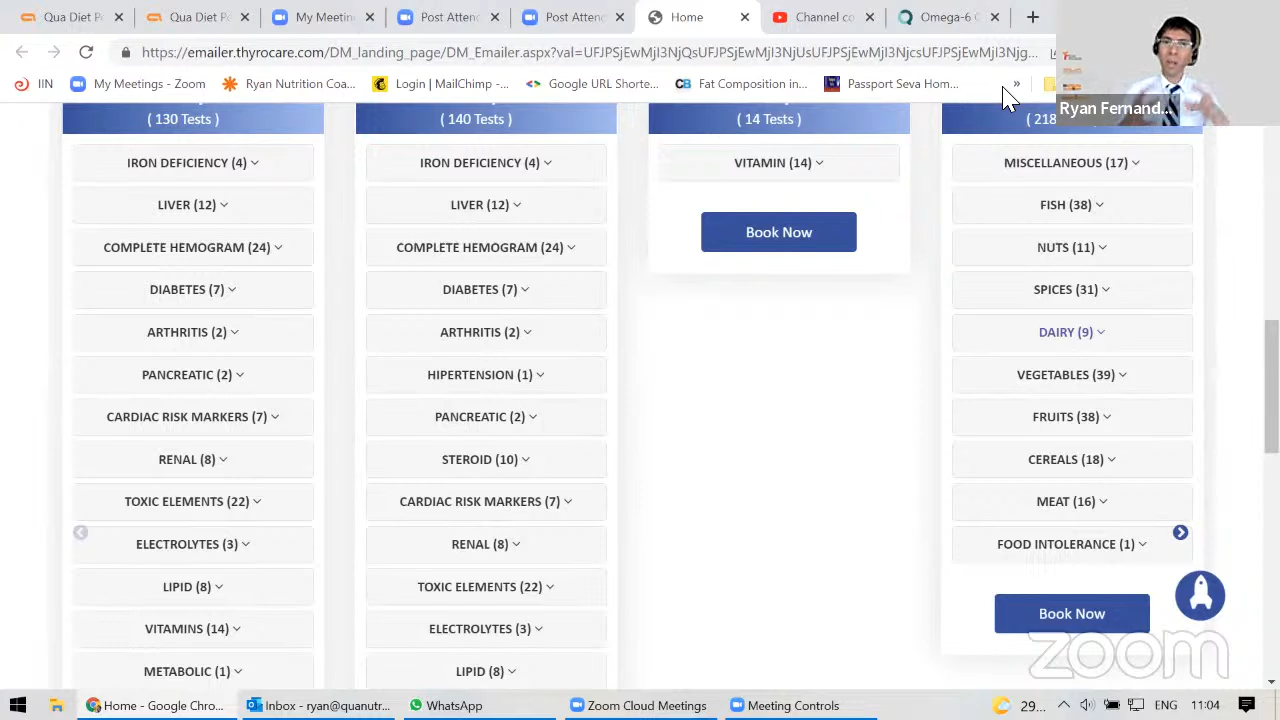 My Meetin
Post Atten
Post Attend
Home
Channel co
Omega-6 C
https://emailer.thyrocare.com/DM_landing_page/DM_Emailer.aspx?val=
IIN
My Meetings - Zoom
Ryan Nutrition Coa...
Login | MailChimp -...
Google URL Shorte...
Fat Composition in...
Passport Seva Hom...
»
Ryan Fernand...
( 130 Tests )
IRON DEFICIENCY (4)
LIVER (12)
COMPLETE HEMOGRAM (24)
DIABETES (7)
ARTHRITIS (2)
PANCREATIC (2)
CARDIAC RISK MARKERS (7)
RENAL (8)
TOXIC ELEMENTS (22)
ELECTROLYTES (3)
LIPID (8)
VITAMINS (14)
METABOLIC (1)
( 140 Tests )
IRON DEFICIENCY (4)
LIVER (12)
COMPLETE HEMOGRAM (24)
DIABETES (7)
ARTHRITIS (2)
HIPERTENSION (1)
PANCREATIC (2)
STEROID (10)
CARDIAC RISK MARKERS (7)
RENAL (8)
TOXIC ELEMENTS (22)
ELECTROLYTES (3)
LIPID (8)
( 14 Tests )
VITAMIN (14)
Book Now
( 218
MISCELLANEOUS (17)
FISH (38)
NUTS (11)
SPICES (31)
DAIRY (9)
VEGETABLES (39)
FRUITS (38)
CEREALS (18)
MEAT (16)
FOOD INTOLERANCE (1)
Book Now
zoom
Home - Google Chro...
Inbox - ryan@quanutr...
WhatsApp
Zoom Cloud Meetings
Meeting Controls
29...
ENG
11:04